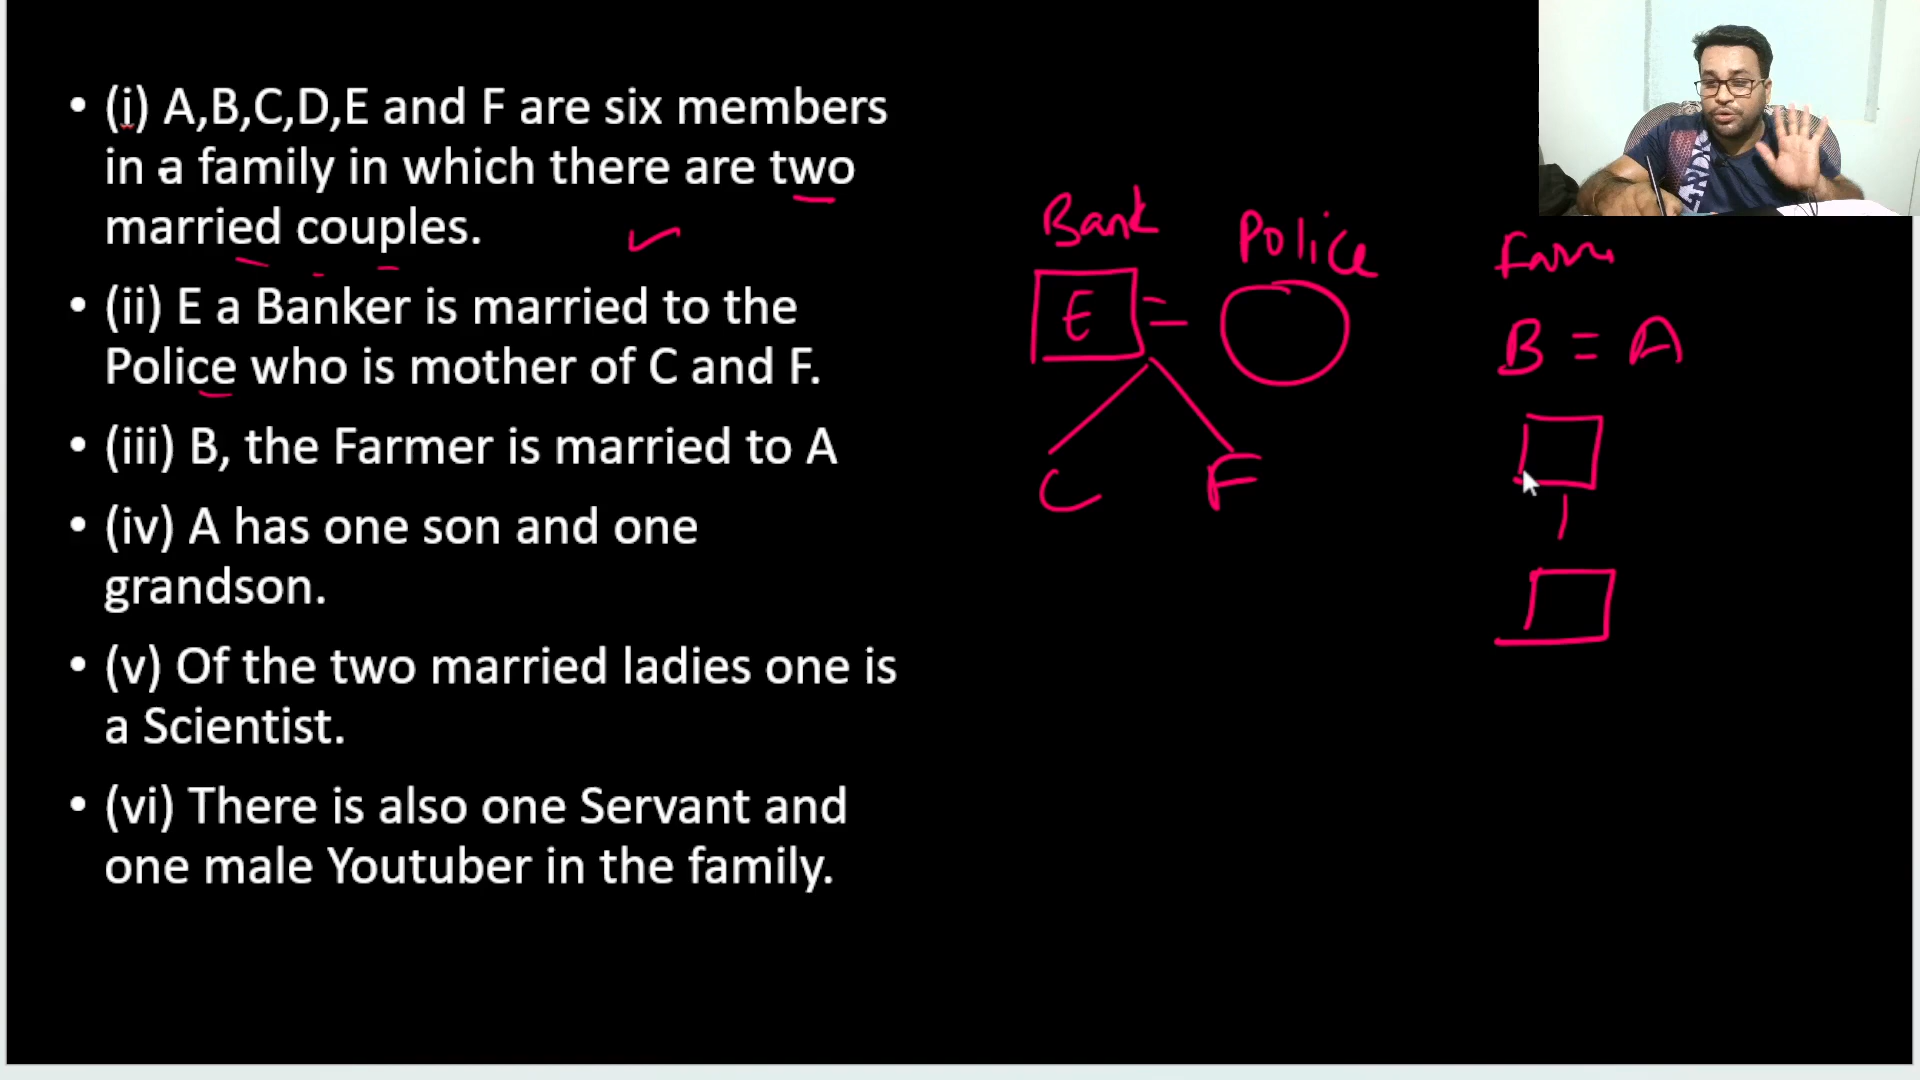 • (i) A,B,C,D,E and F are six members
in a family in which there are two
married couples.
• (ii) E a Banker is married to the
Police who is mother of C and F.
• (iii) B, the Farmer is married to A
• (iv) A has one son and one
grandson.
• (v) Of the two married ladies one is
a Scientist.
• (vi) There is also one Servant and
one male Youtuber in the family.
Bank Police
E =
C F
Farm
B = A